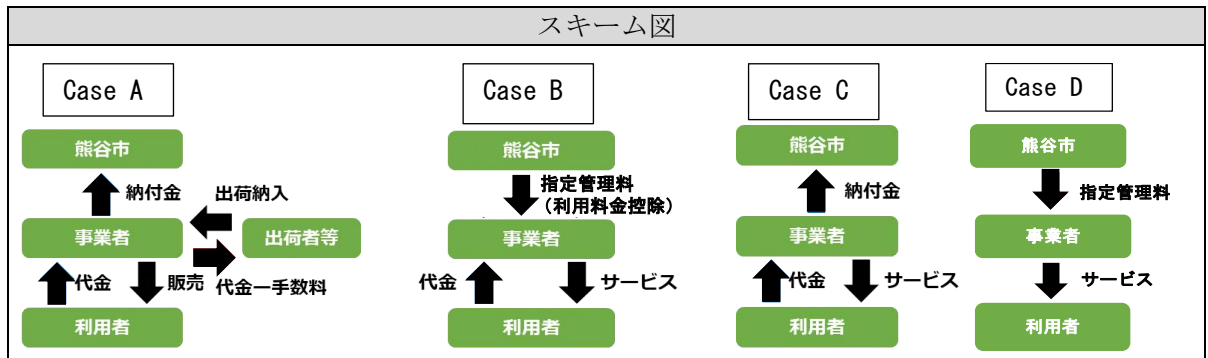 スキーム図
Case A
熊谷市
納付金
出荷納入
事業者
出荷者等
代金
販売
代金ー手数料
利用者
Case B
熊谷市
指定管理料
（利用料金控除）
事業者
代金
サービス
利用者
Case C
熊谷市
納付金
事業者
代金
サービス
利用者
Case D
熊谷市
指定管理料
事業者
サービス
利用者